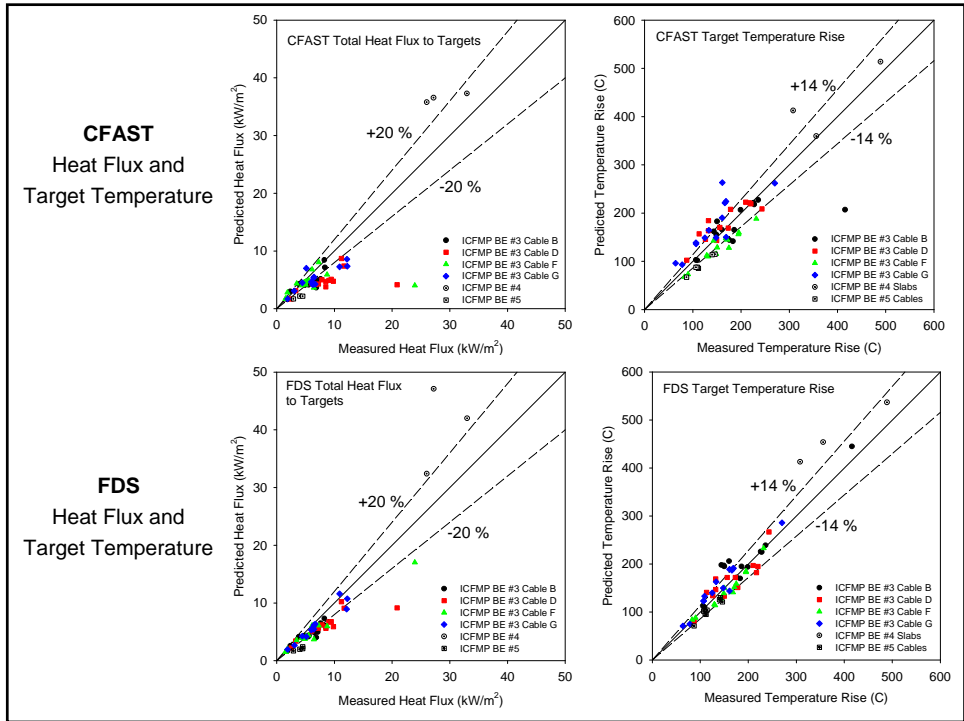 CFAST
Heat Flux and
Target Temperature
CFAST Total Heat Flux to Targets
Predicted Heat Flux (kW/m²)
50
40
30
20
10
0
+20 %
-20 %
ICFMP BE #3 Cable B
ICFMP BE #3 Cable D
ICFMP BE #3 Cable F
ICFMP BE #3 Cable G
ICFMP BE #4
ICFMP BE #5
0 10 20 30 40 50
Measured Heat Flux (kW/m²)
CFAST Target Temperature Rise
Predicted Temperature Rise (C)
600
500
400
300
200
100
0
+14 %
-14 %
ICFMP BE #3 Cable B
ICFMP BE #3 Cable D
ICFMP BE #3 Cable F
ICFMP BE #3 Cable G
ICFMP BE #4 Slabs
ICFMP BE #5 Cables
0 100 200 300 400 500 600
Measured Temperature Rise (C)
FDS
Heat Flux and
Target Temperature
FDS Total Heat Flux
to Targets
Predicted Heat Flux (kW/m²)
50
40
30
20
10
0
+20 %
-20 %
ICFMP BE #3 Cable B
ICFMP BE #3 Cable D
ICFMP BE #3 Cable F
ICFMP BE #3 Cable G
ICFMP BE #4
ICFMP BE #5
0 10 20 30 40 50
Measured Heat Flux (kW/m²)
FDS Target Temperature Rise
Predicted Temperature Rise (C)
600
500
400
300
200
100
0
+14 %
-14 %
ICFMP BE #3 Cable B
ICFMP BE #3 Cable D
ICFMP BE #3 Cable F
ICFMP BE #3 Cable G
ICFMP BE #4 Slabs
ICFMP BE #5 Cables
0 100 200 300 400 500 600
Measured Temperature Rise (C)